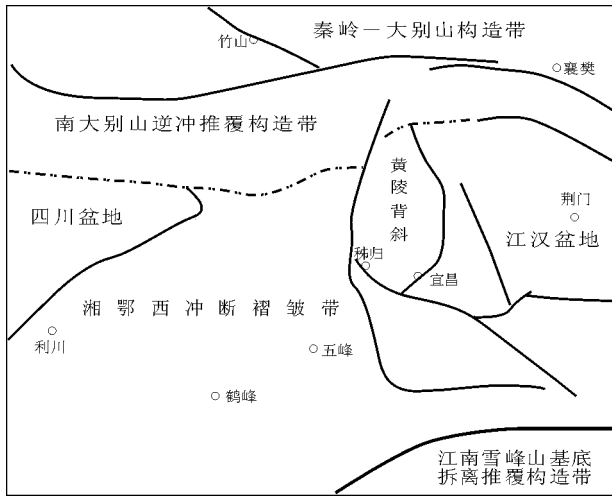 秦岭－大别山构造带
竹山
襄樊
南大别山逆冲推覆构造带
黄陵背斜
荆门
四川盆地
江汉盆地
秭归
宜昌
湘鄂西冲断褶皱带
利川
五峰
鹤峰
江南雪峰山基底
拆离推覆构造带